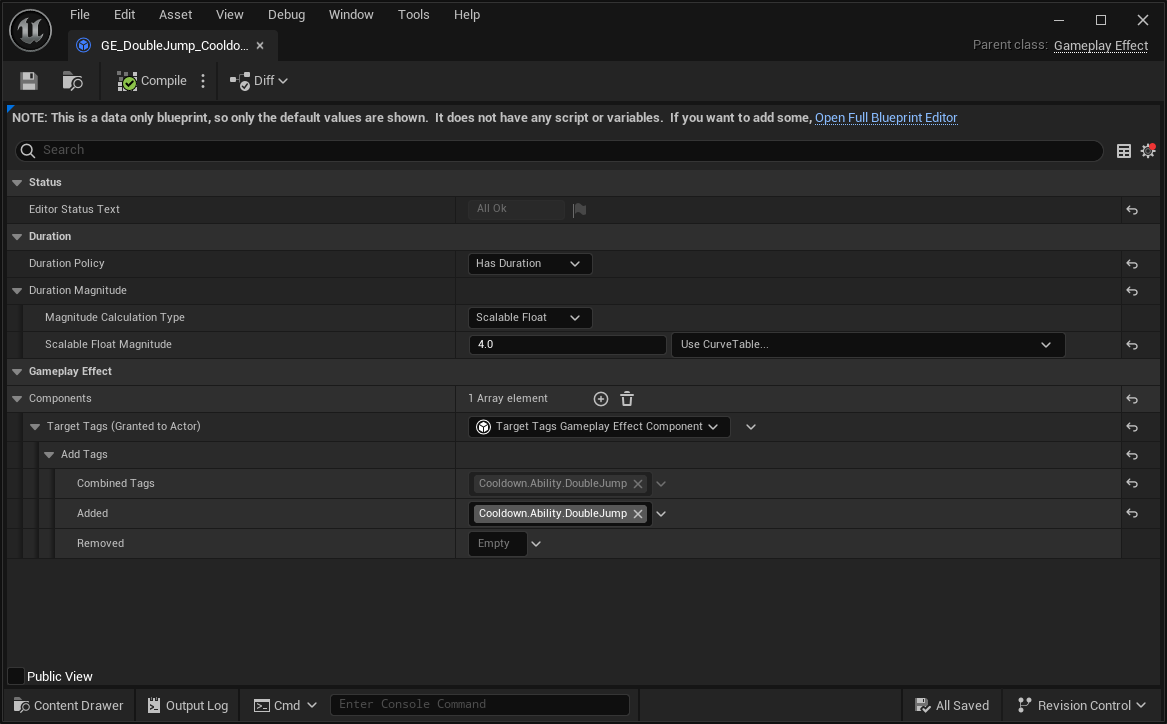 File Edit Asset View Debug Window Tools Help
GE_DoubleJump_Cooldo...
Parent class: Gameplay Effect
Compile Diff
NOTE: This is a data only blueprint, so only the default values are shown. It does not have any script or variables. If you want to add some, Open Full Blueprint Editor
Search
Status
Editor Status Text All Ok
Duration
Duration Policy Has Duration
Duration Magnitude
Magnitude Calculation Type Scalable Float
Scalable Float Magnitude 4.0 Use CurveTable...
Gameplay Effect
Components 1 Array element
Target Tags (Granted to Actor) Target Tags Gameplay Effect Component
Add Tags
Combined Tags Cooldown.Ability.DoubleJump
Added Cooldown.Ability.DoubleJump
Removed Empty
Public View
Content Drawer Output Log Cmd Enter Console Command All Saved Revision Control